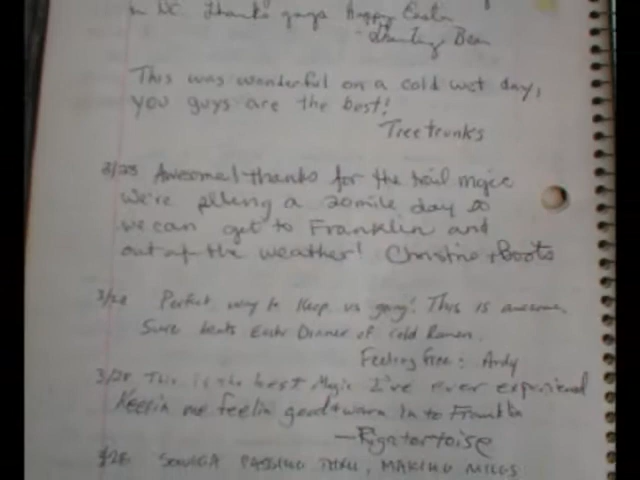 in NC. Thanks guys Happy Easter
Bean
This was wonderful on a cold wet day,
you guys are the best!
Treetrunks
3/28 Awesome! thanks for the trail magic
We're pulling a 20 mile day so
we can get to Franklin and
out of the weather! Christine + Boots
3/28 Perfect way to keep us going! This is awesome.
Sure beats Easter Dinner of Cold Ramen.
Feeling Free: Andy
3/28 This is the best Magic I've ever experienced
Keepin me feelin good + warm into Franklin
—Rigatortoise
3/28 PASSING THRU, MAKING MILES